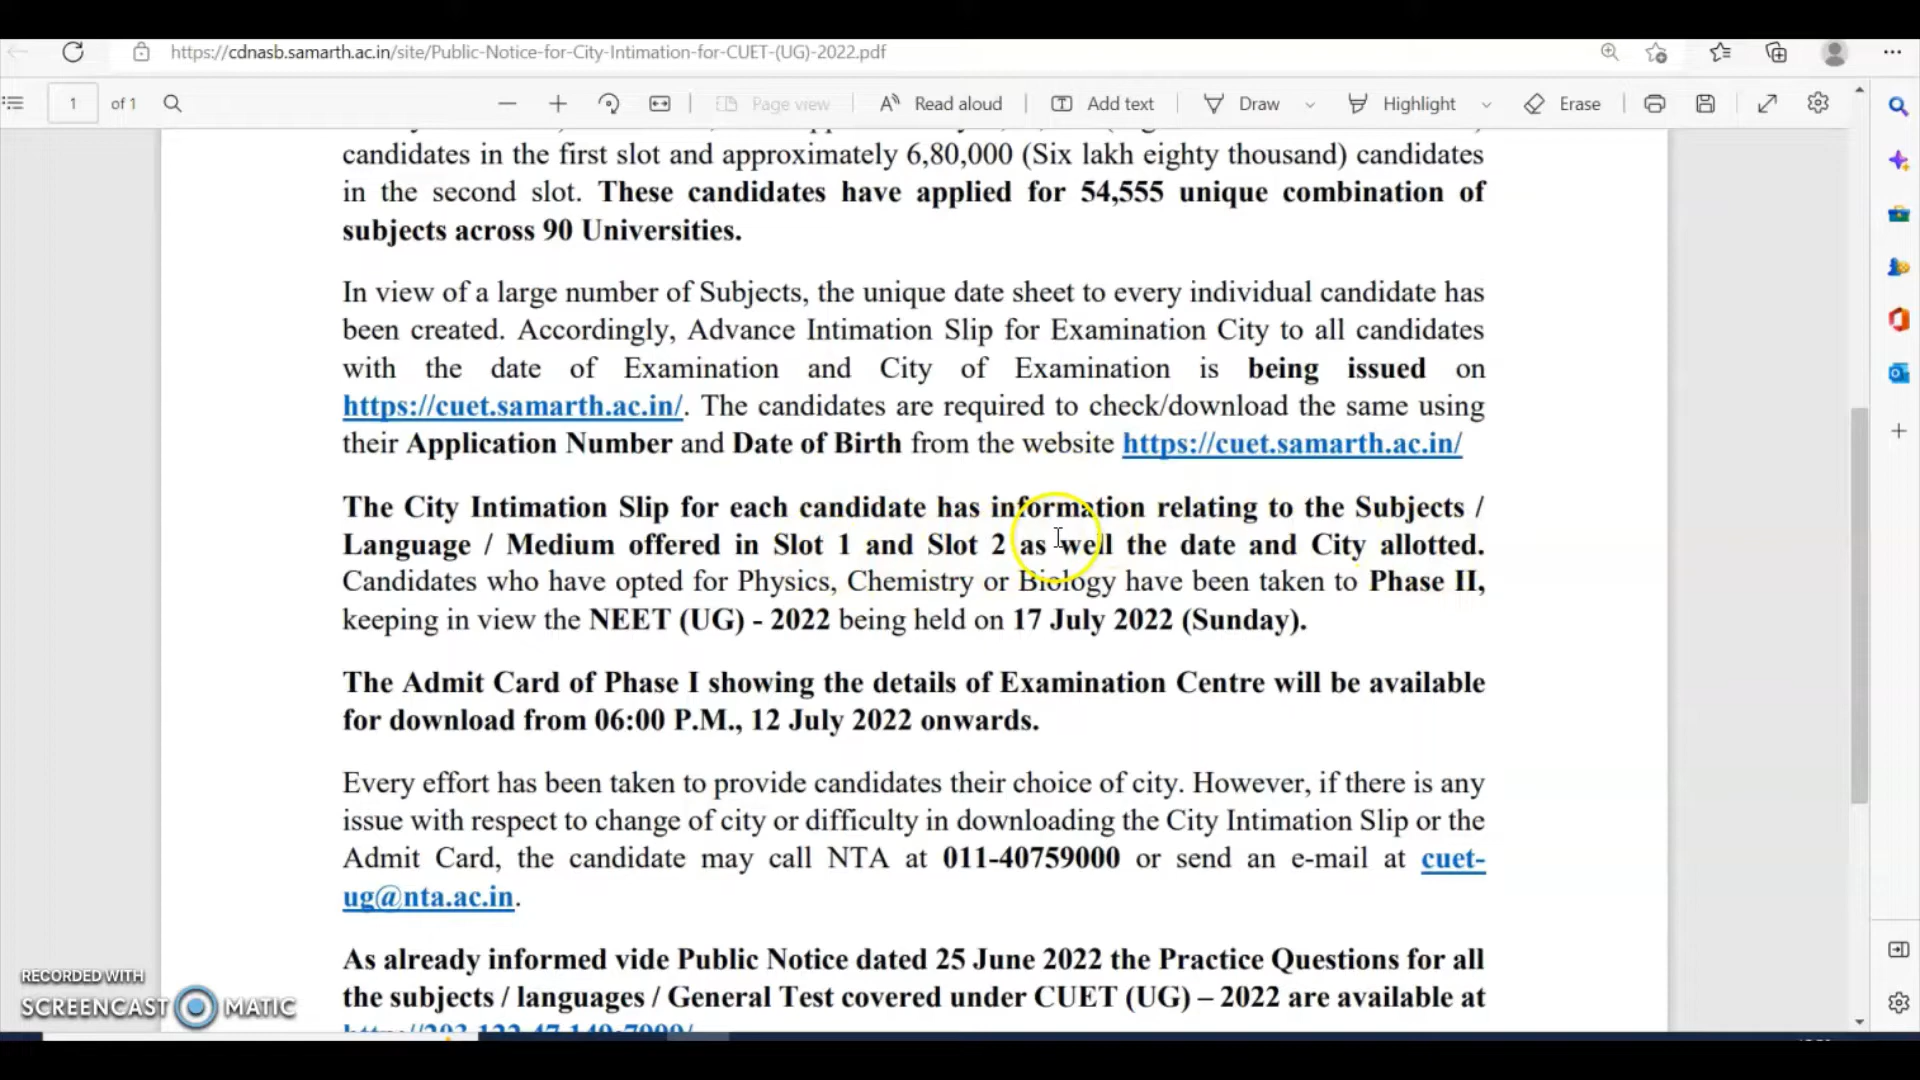 https://cdnasb.samarth.ac.in/site/Public-Notice-for-City-Intimation-for-CUET-(UG)-2022.pdf
1 of 1 Page view Read aloud Add text Draw Highlight Erase
candidates in the first slot and approximately 6,80,000 (Six lakh eighty thousand) candidates
in the second slot. These candidates have applied for 54,555 unique combination of
subjects across 90 Universities.
In view of a large number of Subjects, the unique date sheet to every individual candidate has
been created. Accordingly, Advance Intimation Slip for Examination City to all candidates
with the date of Examination and City of Examination is being issued on
https://cuet.samarth.ac.in/. The candidates are required to check/download the same using
their Application Number and Date of Birth from the website https://cuet.samarth.ac.in/
The City Intimation Slip for each candidate has information relating to the Subjects /
Language / Medium offered in Slot 1 and Slot 2 as well the date and City allotted.
Candidates who have opted for Physics, Chemistry or Biology have been taken to Phase II,
keeping in view the NEET (UG) - 2022 being held on 17 July 2022 (Sunday).
The Admit Card of Phase I showing the details of Examination Centre will be available
for download from 06:00 P.M., 12 July 2022 onwards.
Every effort has been taken to provide candidates their choice of city. However, if there is any
issue with respect to change of city or difficulty in downloading the City Intimation Slip or the
Admit Card, the candidate may call NTA at 011-40759000 or send an e-mail at cuet-
ug@nta.ac.in.
As already informed vide Public Notice dated 25 June 2022 the Practice Questions for all
the subjects / languages / General Test covered under CUET (UG) – 2022 are available at
RECORDED WITH
SCREENCAST MATIC